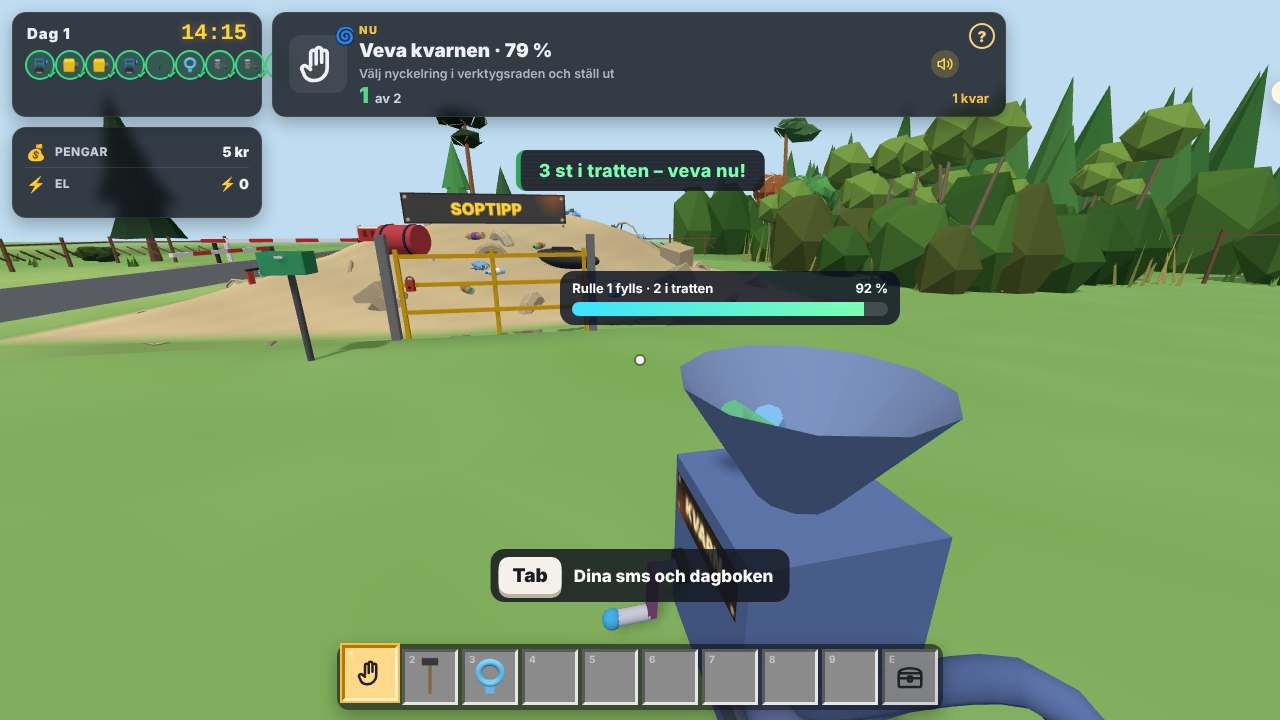 Dag 1
14:15
NU
Veva kvarnen · 79 %
Välj nyckelring i verktygsraden och ställ ut
1 av 2
1 kvar
?
PENGAR
5 kr
EL
⚡ 0
3 st i tratten – veva nu!
SOPTIPP
Rulle 1 fylls · 2 i tratten
92 %
Tab
Dina sms och dagboken
2
3
4
5
6
7
8
9
E